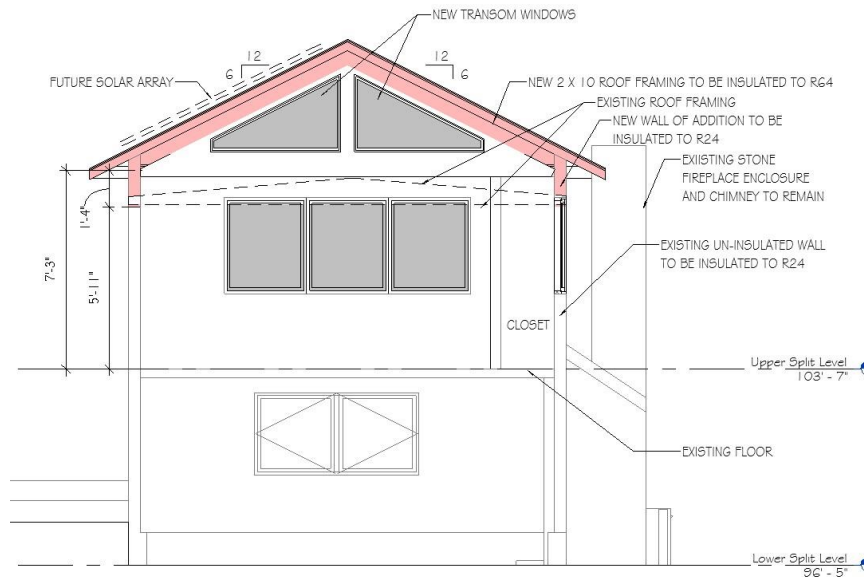 NEW TRANSOM WINDOWS
12
6
12
6
FUTURE SOLAR ARRAY
NEW 2 X 10 ROOF FRAMING TO BE INSULATED TO R64
EXISTING ROOF FRAMING
NEW WALL OF ADDITION TO BE
INSULATED TO R24
EXIISTING STONE
FIREPLACE ENCLOSURE
AND CHIMNEY TO REMAIN
1'-4"
7'-3"
5'-11"
EXISTING UN-INSULATED WALL
TO BE INSULATED TO R24
CLOSET
Upper Split Level
103' - 7"
EXISTING FLOOR
Lower Split Level
96' - 5"